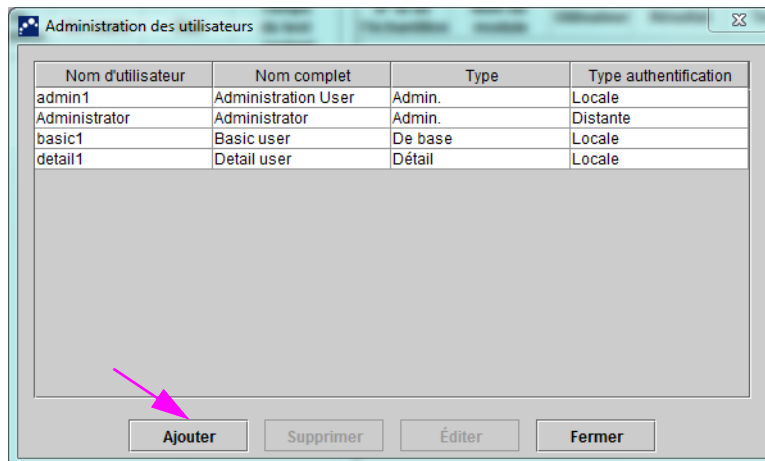 Administration des utilisateurs
Nom d'utilisateur Nom complet Type Type authentification
admin1 Administration User Admin. Locale
Administrator Administrator Admin. Distante
basic1 Basic user De base Locale
detail1 Detail user Détail Locale
Ajouter Supprimer Éditer Fermer